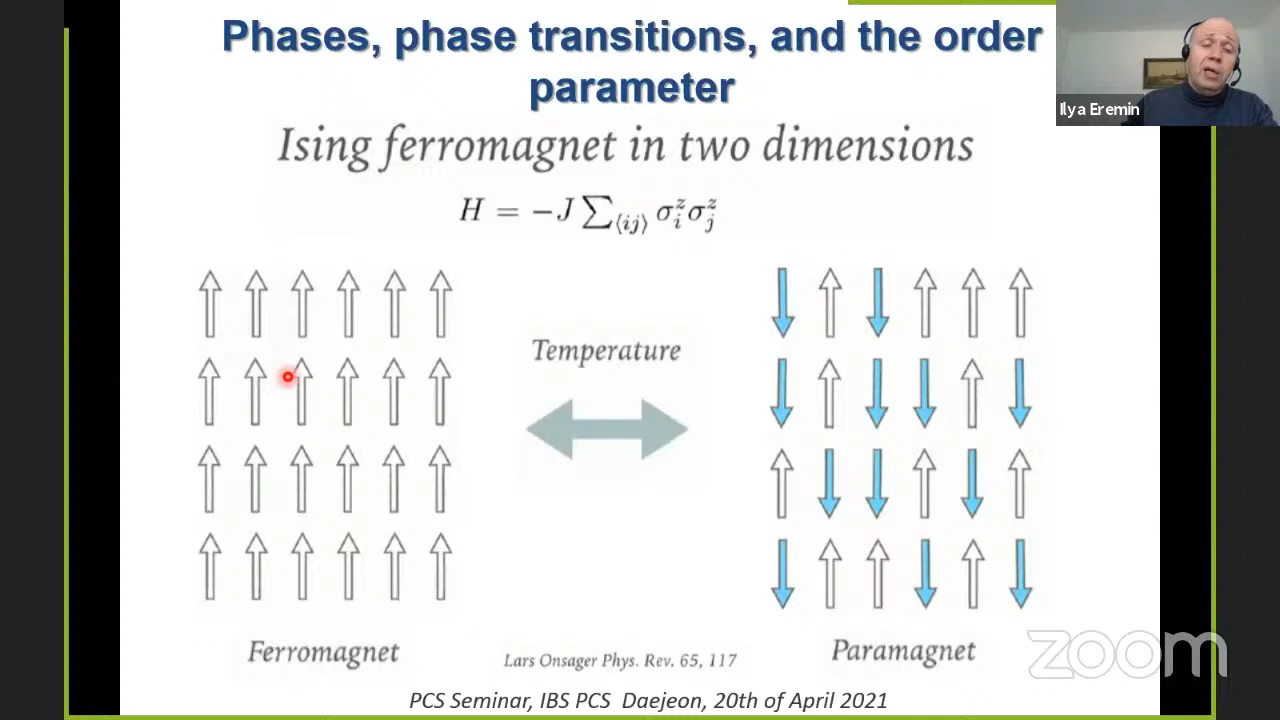 Phases, phase transitions, and the order
parameter
Ilya Eremin
Ising ferromagnet in two dimensions
H = −J ∑⟨ij⟩ σᵢᶻσⱼᶻ
Temperature
Ferromagnet
Lars Onsager Phys. Rev. 65, 117
Paramagnet
zoom
PCS Seminar, IBS PCS Daejeon, 20th of April 2021